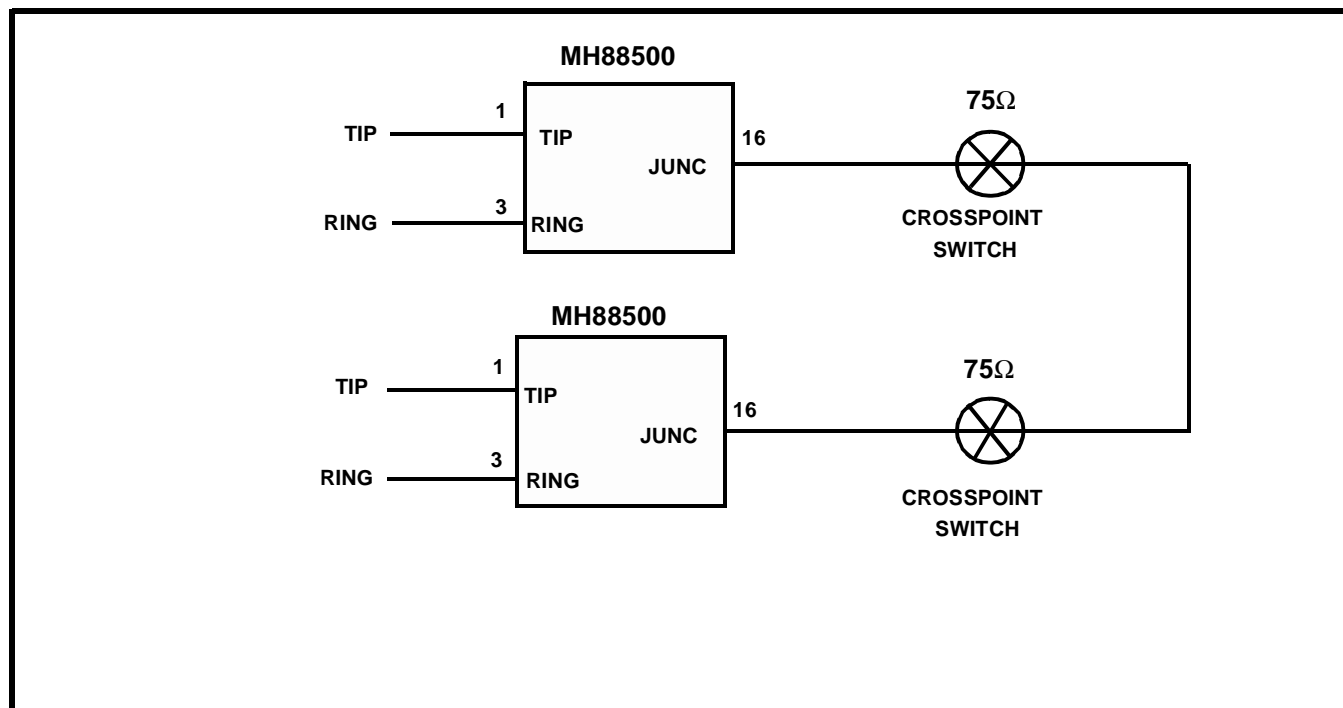 MH88500
1
TIP
TIP
16
JUNC
3
RING
RING
75Ω
CROSSPOINT
SWITCH
MH88500
1
TIP
TIP
16
JUNC
3
RING
RING
75Ω
CROSSPOINT
SWITCH